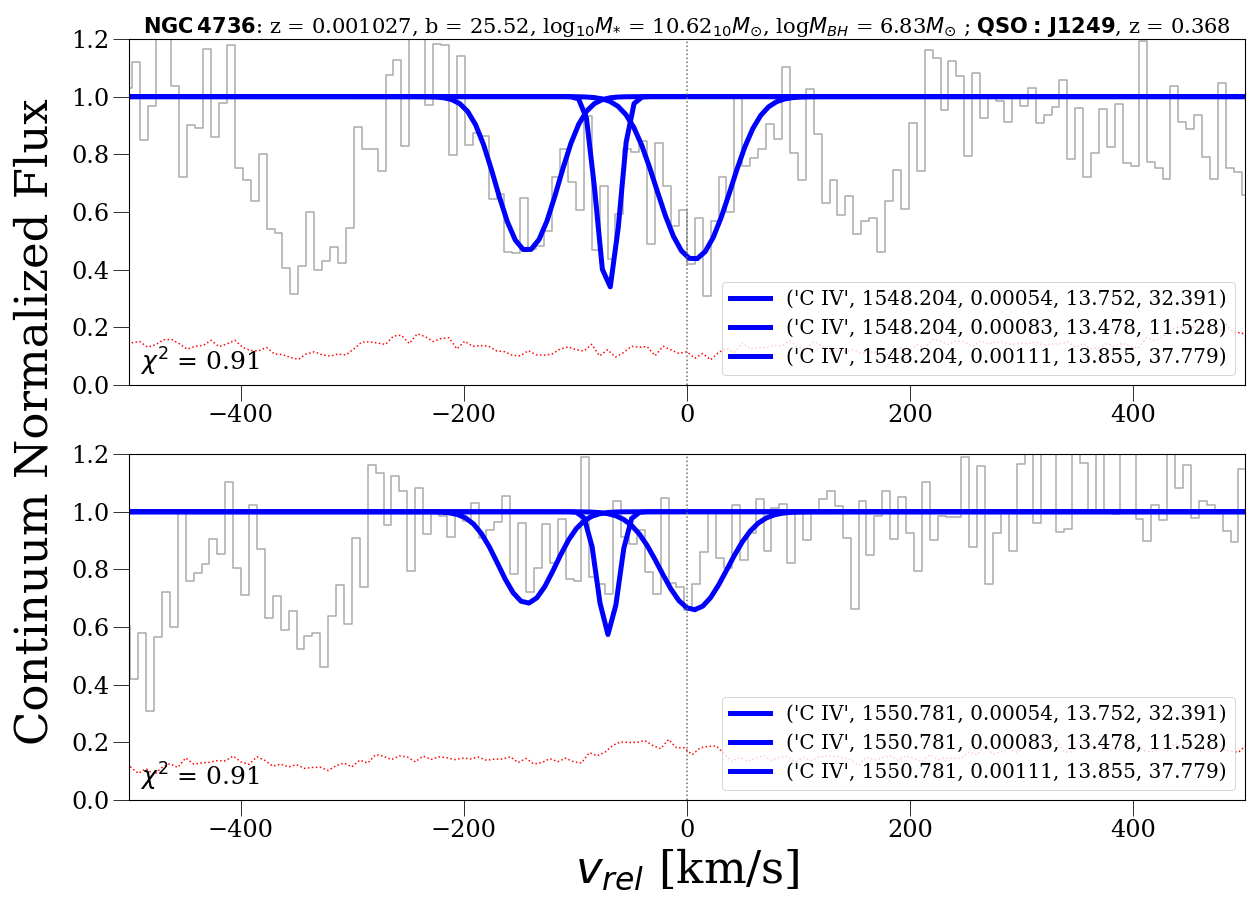 NGC 4736: z = 0.001027, b = 25.52, log₁₀M* = 10.62₁₀M⊙, logM_BH = 6.83M⊙ ; QSO : J1249, z = 0.368
Continuum Normalized Flux
1.2
1.0
0.8
0.6
0.4
0.2
0.0
χ² = 0.91
('C IV', 1548.204, 0.00054, 13.752, 32.391)
('C IV', 1548.204, 0.00083, 13.478, 11.528)
('C IV', 1548.204, 0.00111, 13.855, 37.779)
−400 −200 0 200 400
1.2
1.0
0.8
0.6
0.4
0.2
0.0
χ² = 0.91
('C IV', 1550.781, 0.00054, 13.752, 32.391)
('C IV', 1550.781, 0.00083, 13.478, 11.528)
('C IV', 1550.781, 0.00111, 13.855, 37.779)
−400 −200 0 200 400
v_rel [km/s]